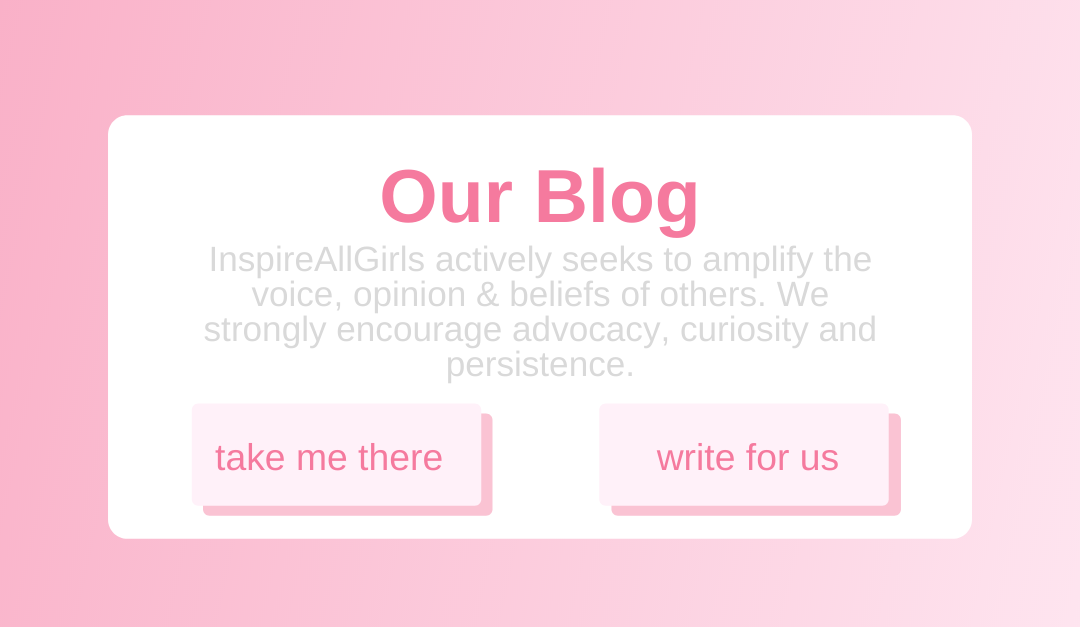 Our Blog
InspireAllGirls actively seeks to amplify the
voice, opinion & beliefs of others. We
strongly encourage advocacy, curiosity and
persistence.
take me there
write for us